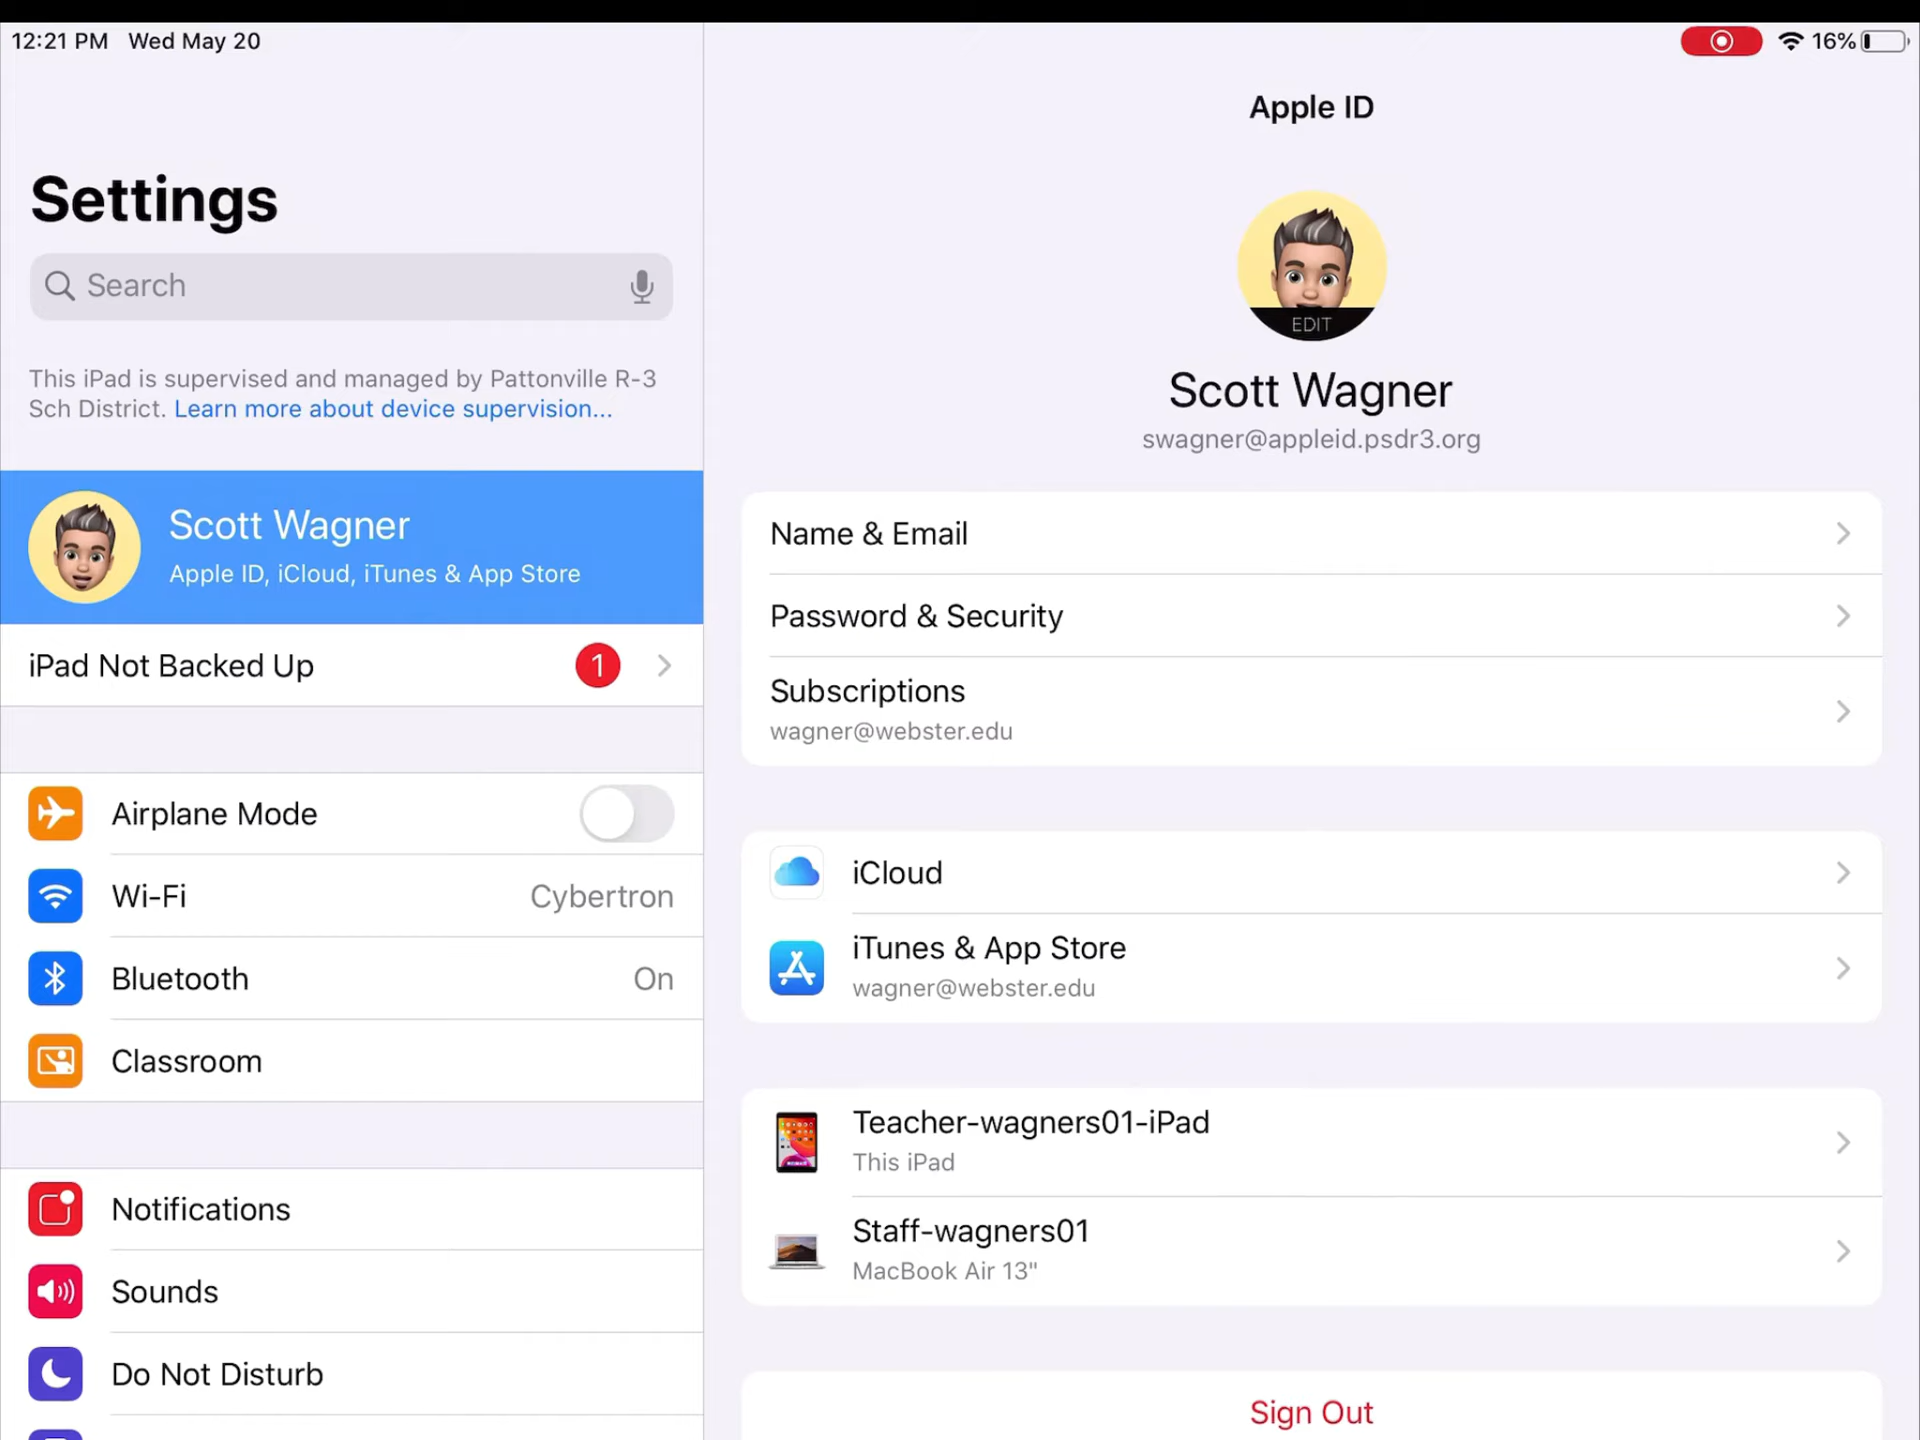 12:21 PM Wed May 20
16%
Settings
Search
This iPad is supervised and managed by Pattonville R-3
Sch District. Learn more about device supervision...
Scott Wagner
Apple ID, iCloud, iTunes & App Store
iPad Not Backed Up
1
Airplane Mode
Wi-Fi Cybertron
Bluetooth On
Classroom
Notifications
Sounds
Do Not Disturb
Apple ID
EDIT
Scott Wagner
swagner@appleid.psdr3.org
Name & Email
Password & Security
Subscriptions
wagner@webster.edu
iCloud
iTunes & App Store
wagner@webster.edu
Teacher-wagners01-iPad
This iPad
Staff-wagners01
MacBook Air 13"
Sign Out